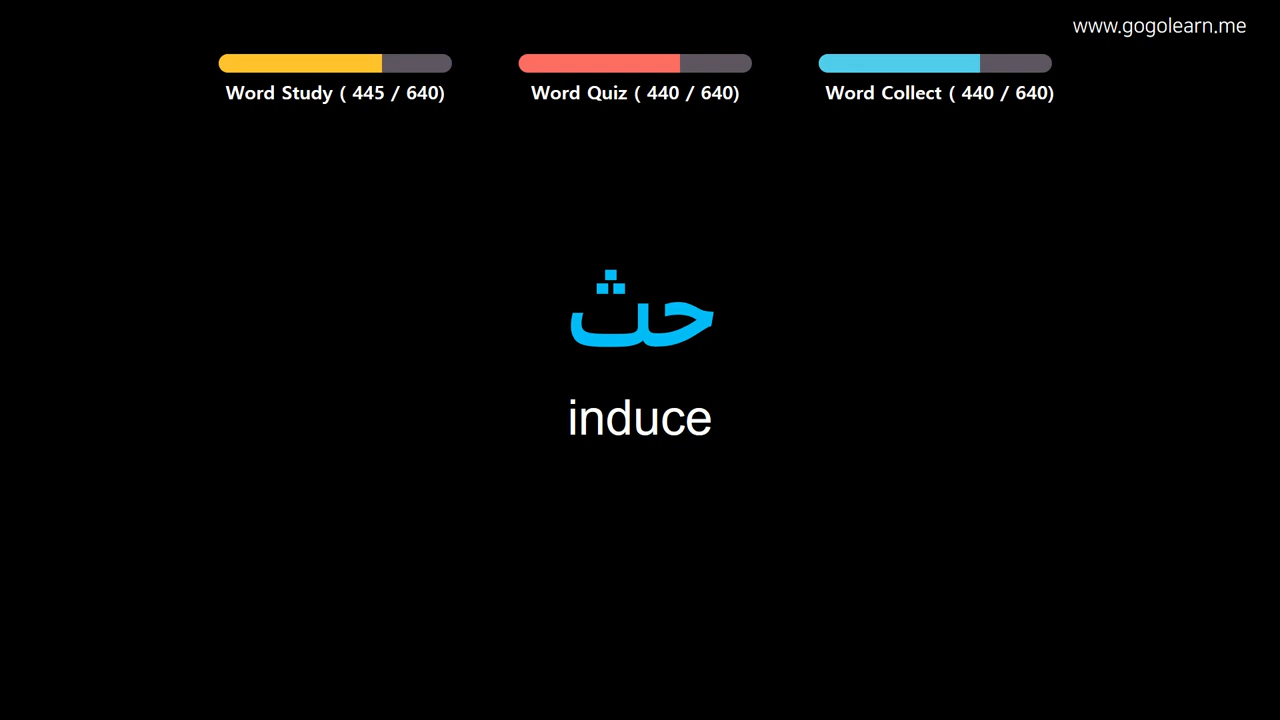 www.gogolearn.me
Word Study ( 445 / 640)
Word Quiz ( 440 / 640)
Word Collect ( 440 / 640)
حث
induce